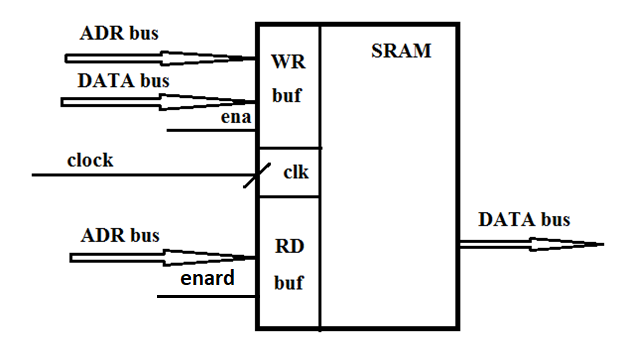 ADR bus
SRAM
WR
DATA bus
buf
ena
clock
clk
DATA bus
ADR bus
RD
enard
buf